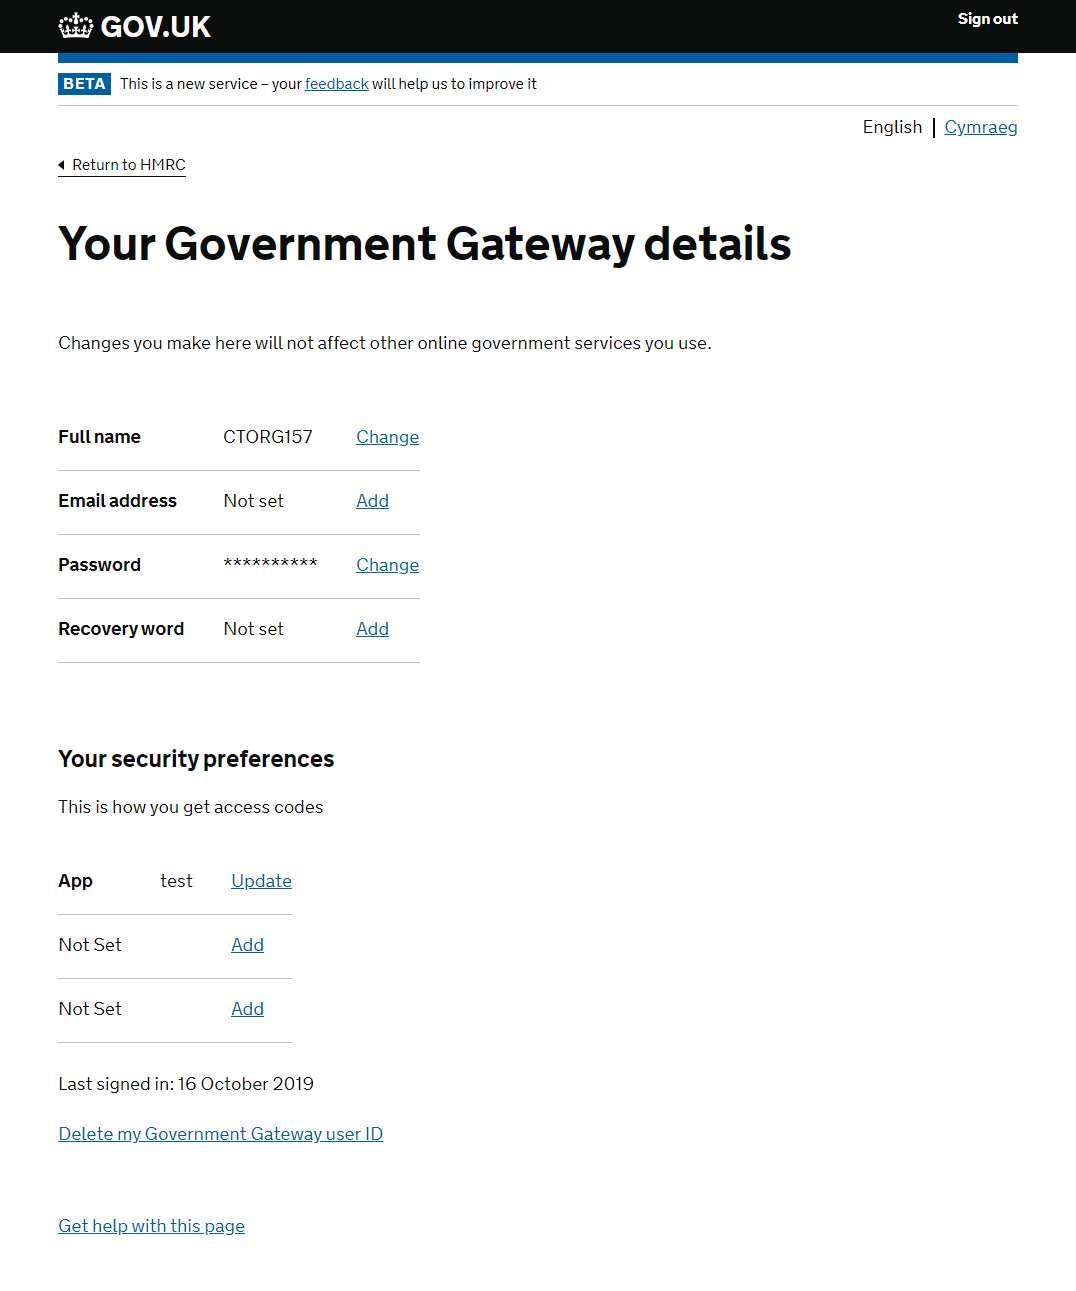 GOV.UK
Sign out
BETA This is a new service – your feedback will help us to improve it
English | Cymraeg
Return to HMRC
Your Government Gateway details
Changes you make here will not affect other online government services you use.
Full name CTORG157 Change
Email address Not set Add
Password ********** Change
Recovery word Not set Add
Your security preferences
This is how you get access codes
App test Update
Not Set Add
Not Set Add
Last signed in: 16 October 2019
Delete my Government Gateway user ID
Get help with this page